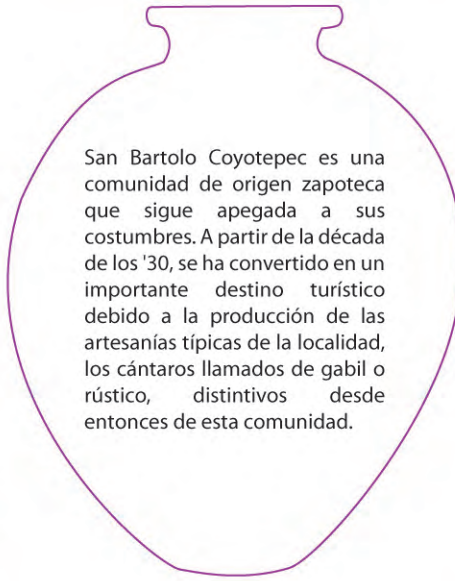 San Bartolo Coyotepec es una
comunidad de origen zapoteca
que sigue apegada a sus
costumbres. A partir de la década
de los '30, se ha convertido en un
importante destino turístico
debido a la producción de las
artesanías típicas de la localidad,
los cántaros llamados de gabil o
rústico, distintivos desde
entonces de esta comunidad.